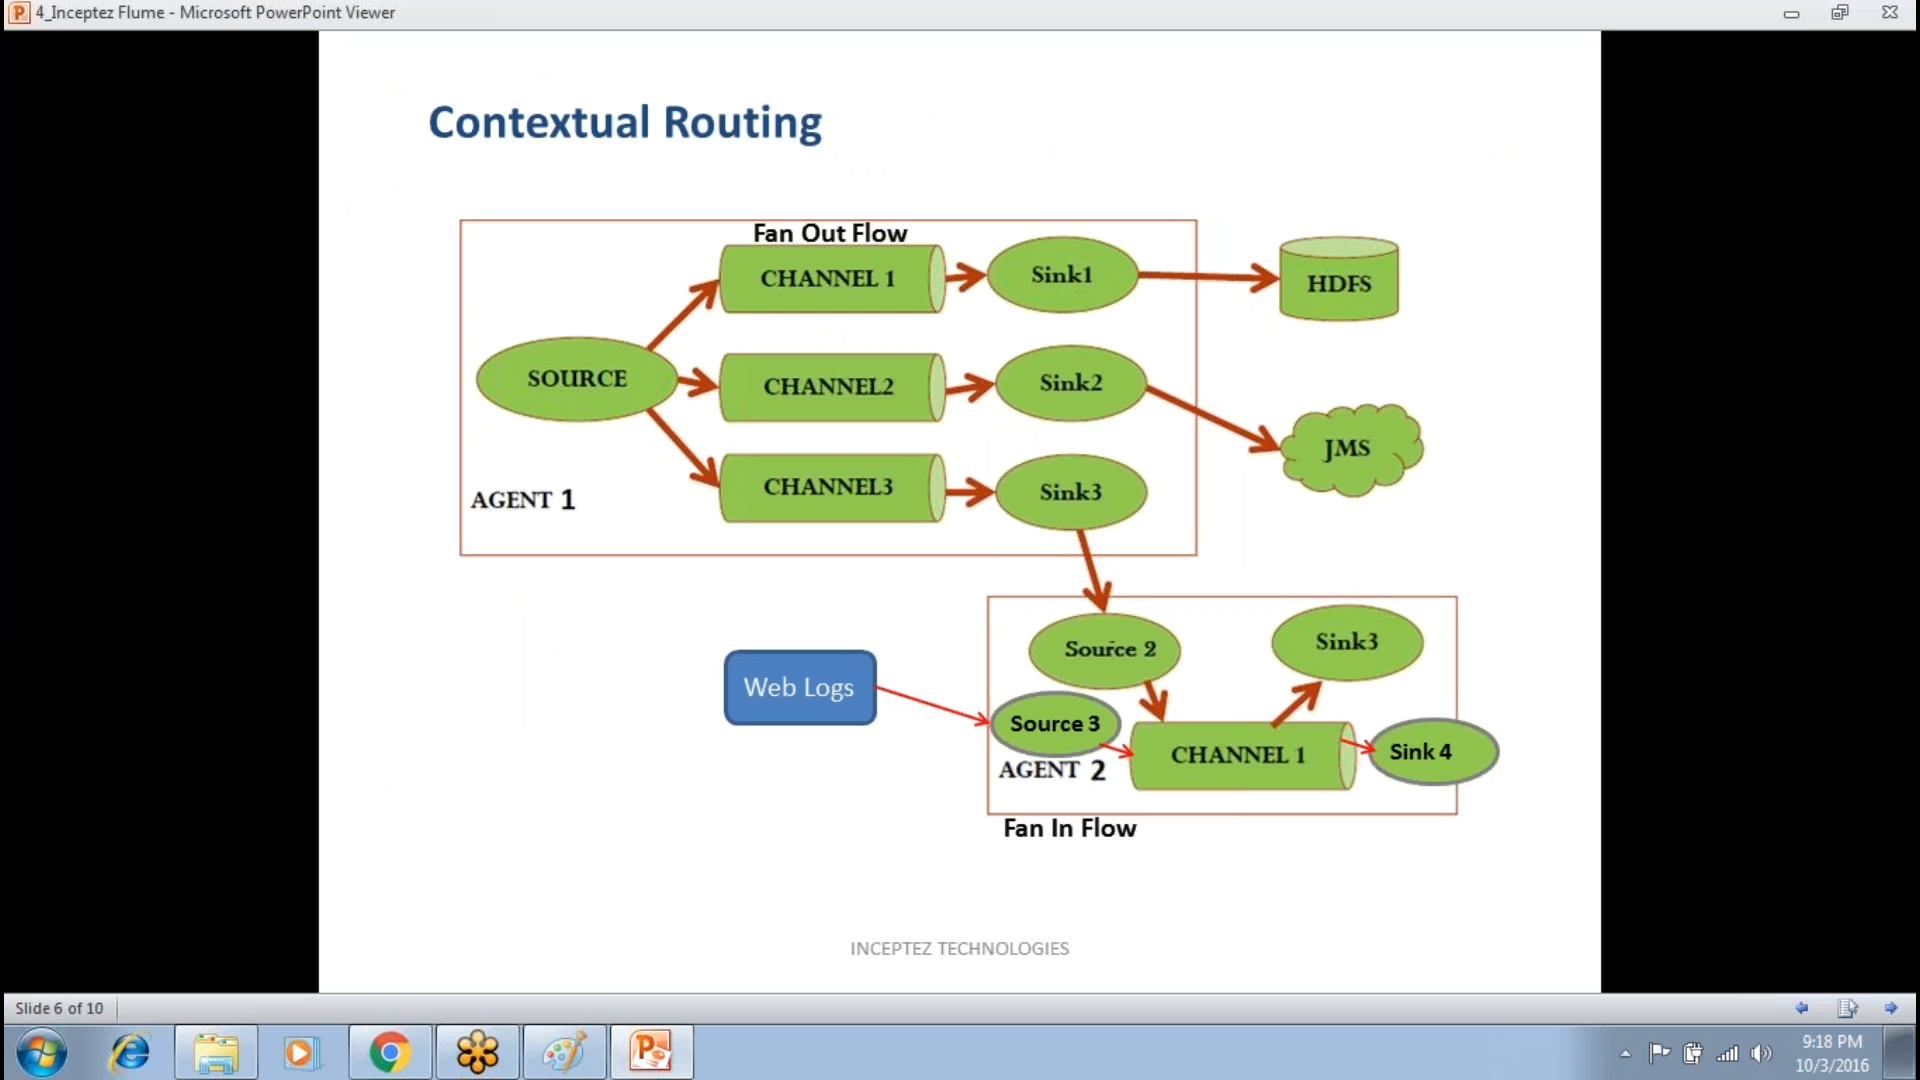 4_Inceptez Flume - Microsoft PowerPoint Viewer
Contextual Routing
Fan Out Flow
CHANNEL 1
Sink1
HDFS
SOURCE
CHANNEL2
Sink2
JMS
CHANNEL3
Sink3
AGENT 1
Source 2
Sink3
Web Logs
Source 3
CHANNEL 1
Sink 4
AGENT 2
Fan In Flow
INCEPTEZ TECHNOLOGIES
Slide 6 of 10
9:18 PM
10/3/2016